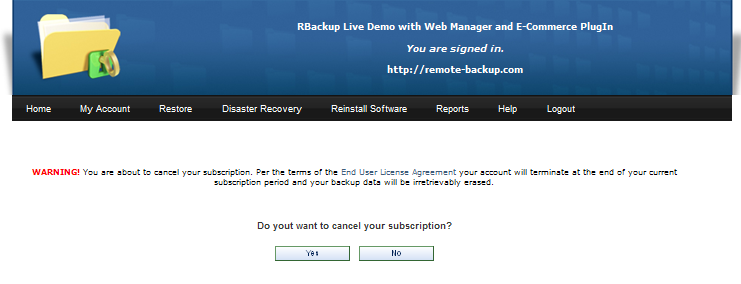 RBackup Live Demo with Web Manager and E-Commerce PlugIn
You are signed in.
http://remote-backup.com
Home My Account Restore Disaster Recovery Reinstall Software Reports Help Logout
WARNING! You are about to cancel your subscription. Per the terms of the End User License Agreement your account will terminate at the end of your current
subscription period and your backup data will be irretrievably erased.
Do yout want to cancel your subscription?
Yes No